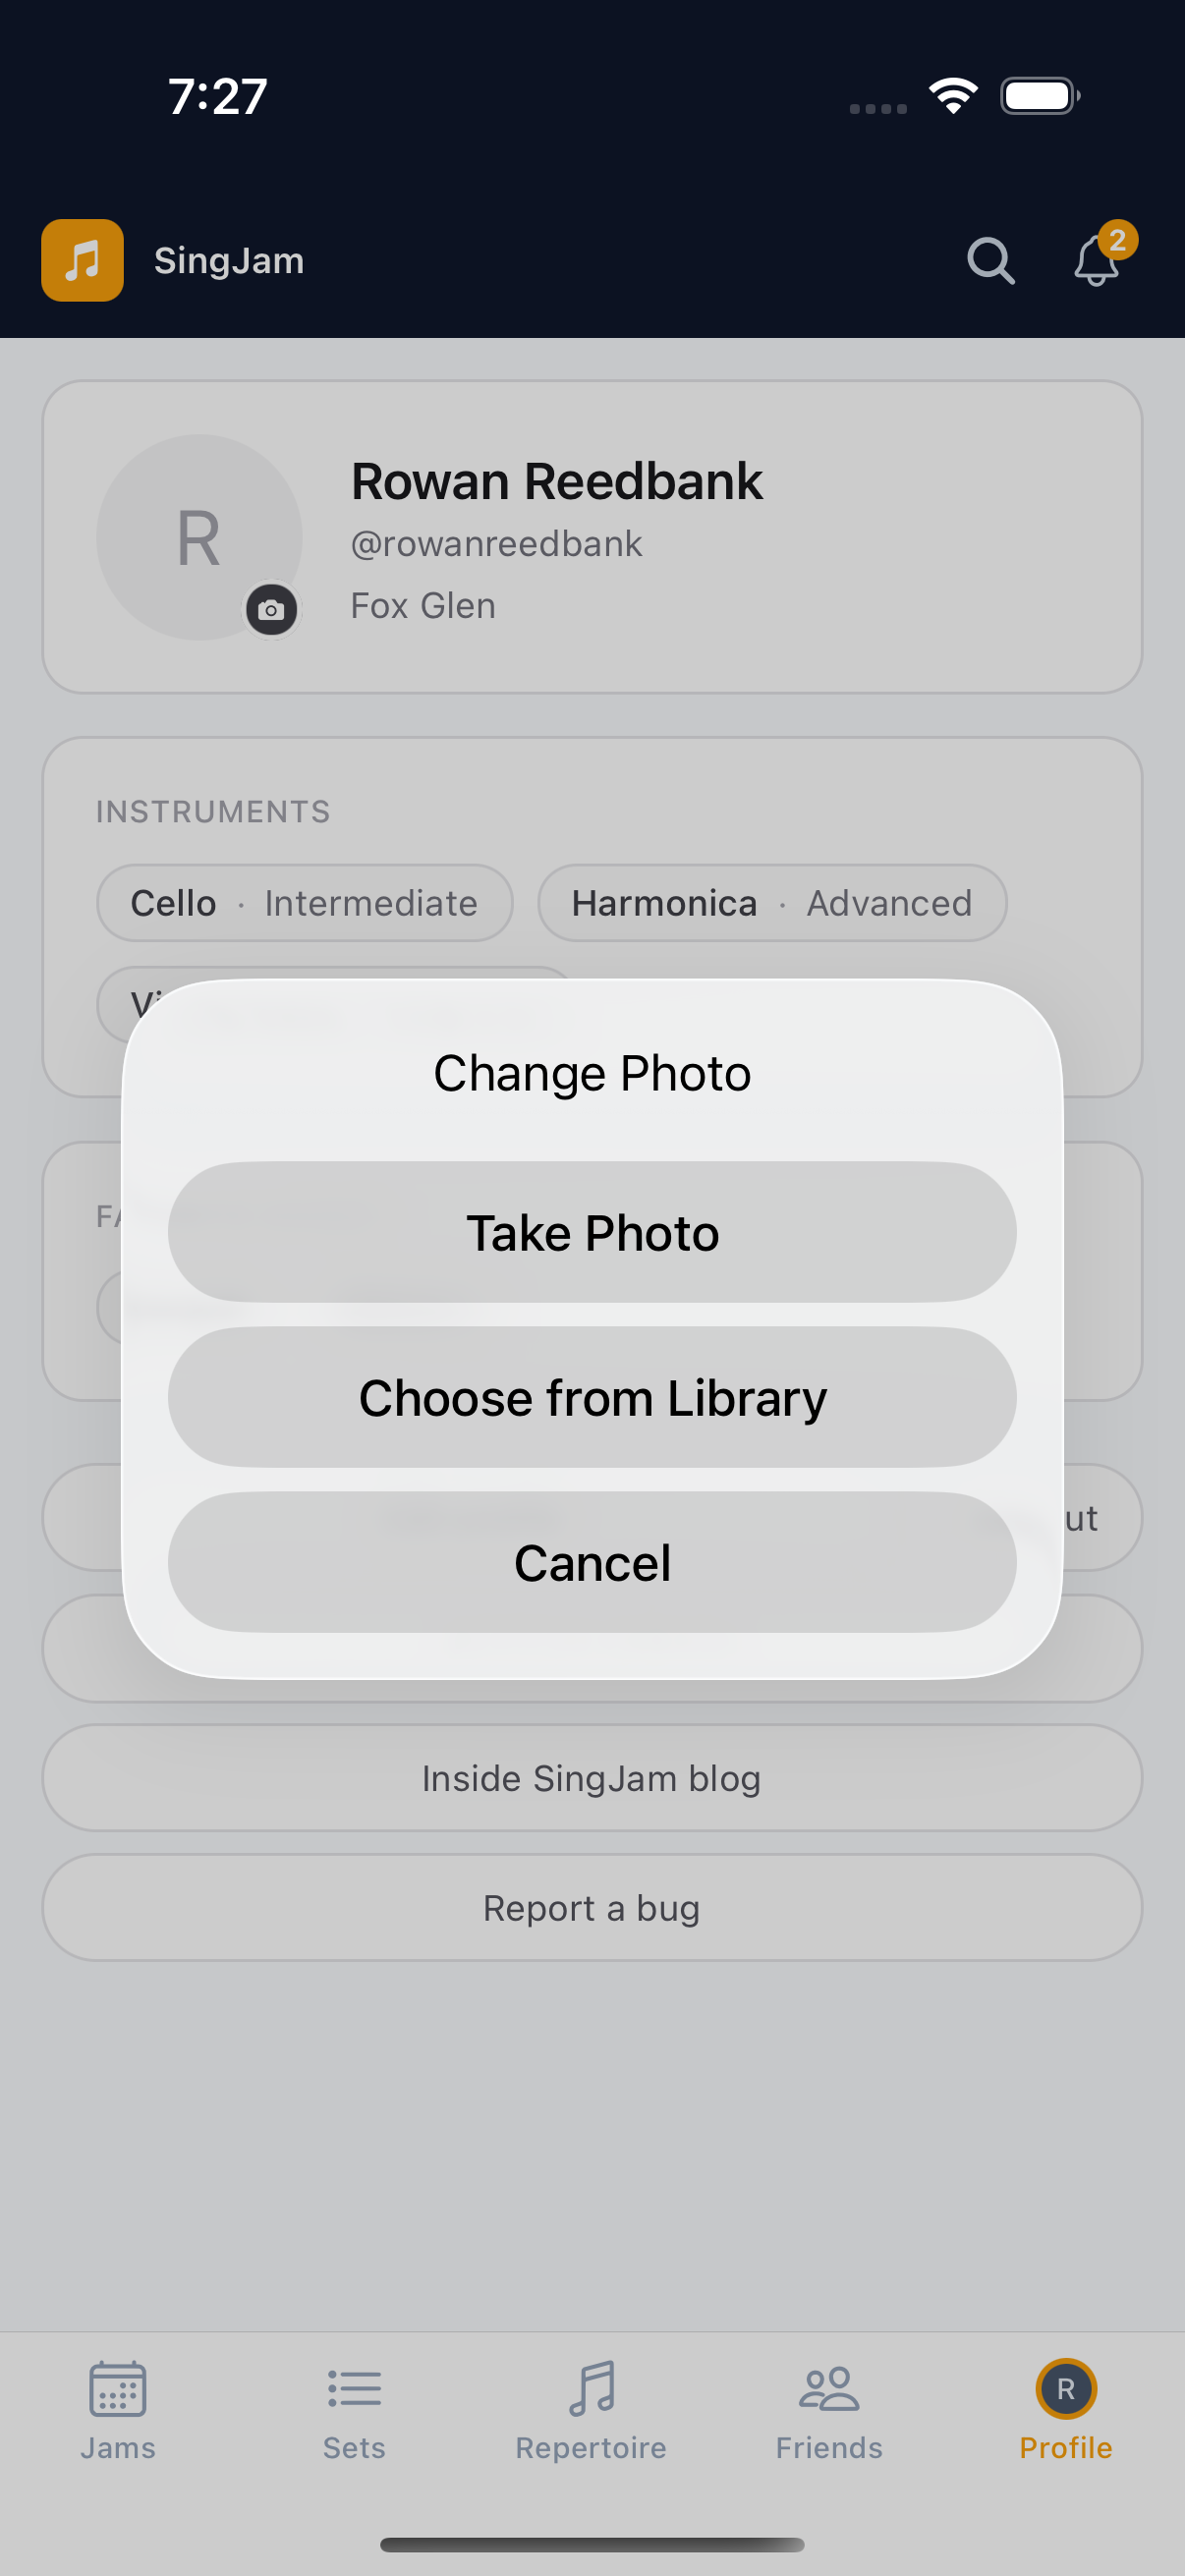 7:27
SingJam
2
R
Rowan Reedbank
@rowanreedbank
Fox Glen
INSTRUMENTS
Cello · Intermediate
Harmonica · Advanced
Change Photo
Take Photo
Choose from Library
Cancel
Inside SingJam blog
Report a bug
Jams
Sets
Repertoire
Friends
R
Profile